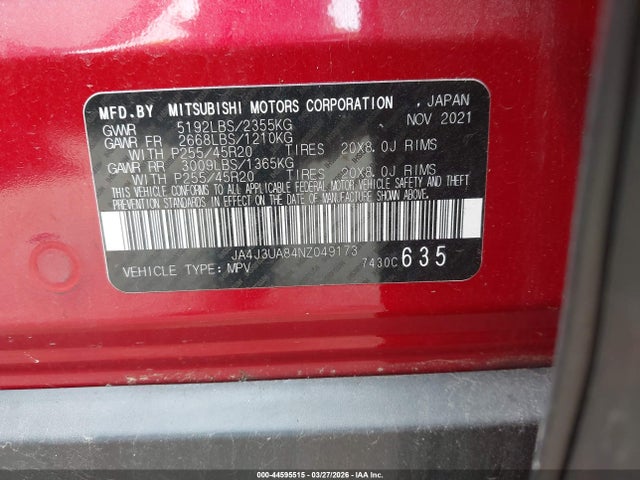 MFD.BY MITSUBISHI MOTORS CORPORATION , JAPAN
GVWR 5192LBS/2355KG NOV 2021
GAWR FR 2668LBS/1210KG
WITH P255/45R20 TIRES 20X8.0J RIMS
GAWR RR 3009LBS/1365KG
WITH P255/45R20 TIRES 20X8.0J RIMS
THIS VEHICLE CONFORMS TO ALL APPLICABLE FEDERAL MOTOR VEHICLE SAFETY AND THEFT
PREVENTION STANDARDS IN EFFECT ON THE DATE OF MANUFACTURE SHOWN ABOVE.
JA4J3UA84NZ049173
VEHICLE TYPE: MPV 7430C 635
000-44595515 | 03/27/2026 | IAA Inc.